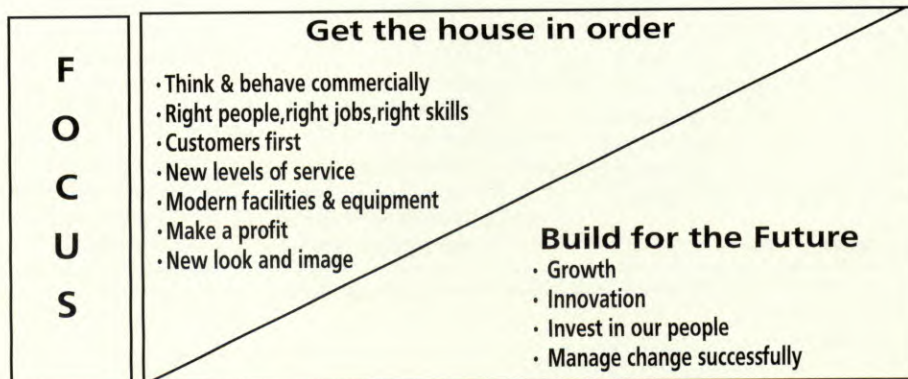 F
O
C
U
S
Get the house in order
· Think & behave commercially
· Right people,right jobs,right skills
· Customers first
· New levels of service
· Modern facilities & equipment
· Make a profit
· New look and image
Build for the Future
· Growth
· Innovation
· Invest in our people
· Manage change successfully